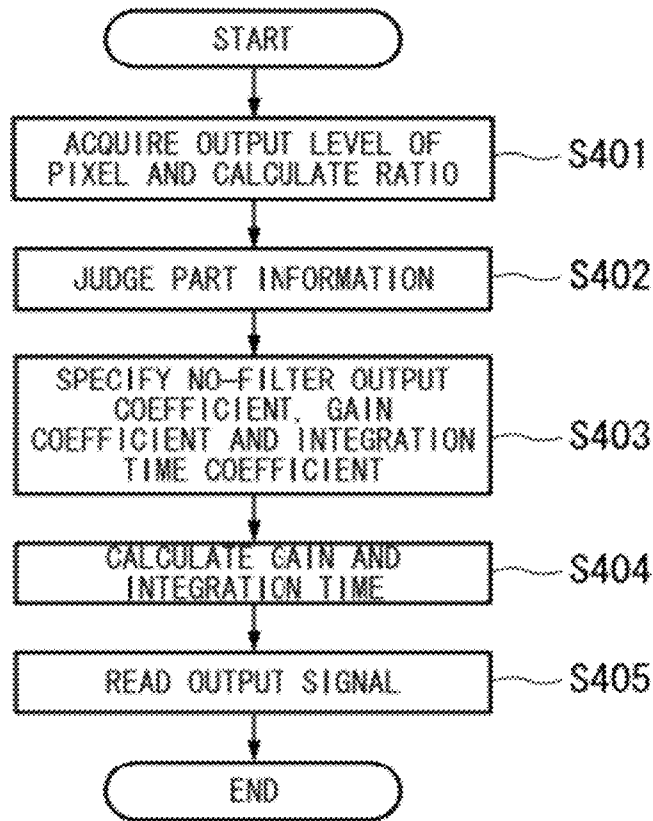 START
ACQUIRE OUTPUT LEVEL OF
PIXEL AND CALCULATE RATIO
S401
JUDGE PART INFORMATION
S402
SPECIFY NO-FILTER OUTPUT
COEFFICIENT, GAIN
COEFFICIENT AND INTEGRATION
TIME COEFFICIENT
S403
CALCULATE GAIN AND
INTEGRATION TIME
S404
READ OUTPUT SIGNAL
S405
END